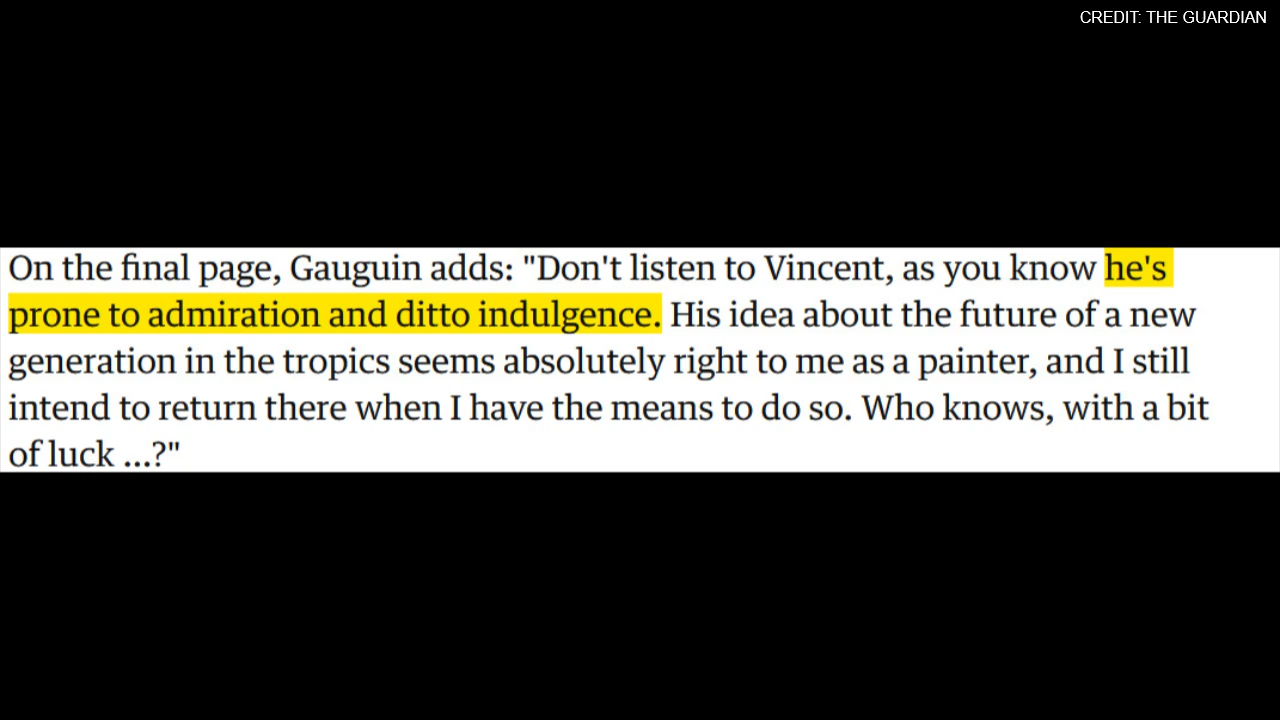 CREDIT: THE GUARDIAN
On the final page, Gauguin adds: "Don't listen to Vincent, as you know he's
prone to admiration and ditto indulgence. His idea about the future of a new
generation in the tropics seems absolutely right to me as a painter, and I still
intend to return there when I have the means to do so. Who knows, with a bit
of luck ...?"